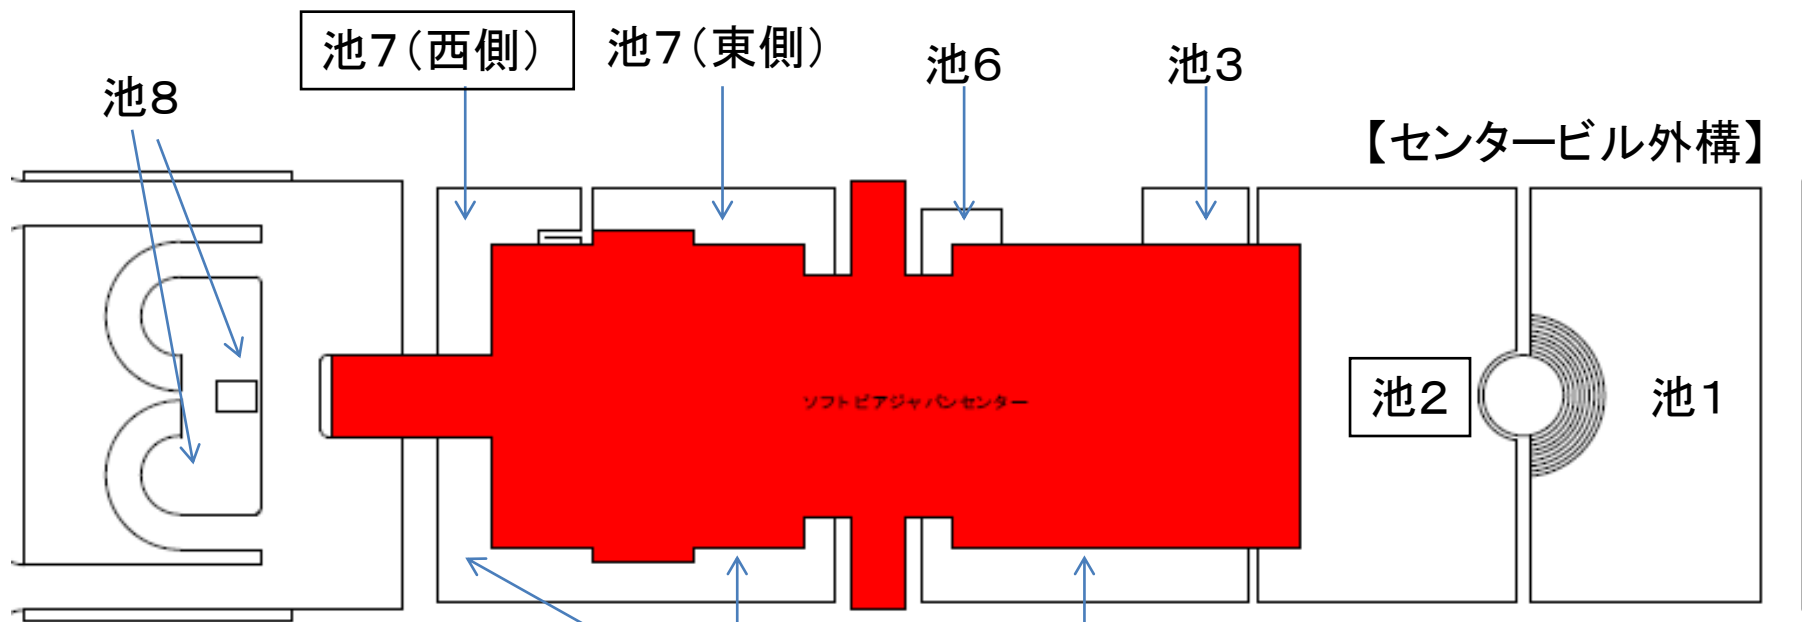 池7（西側）
池7（東側）
池6
池3
池8
【センタービル外構】
ソフトピアジャパンセンター
池2
池1